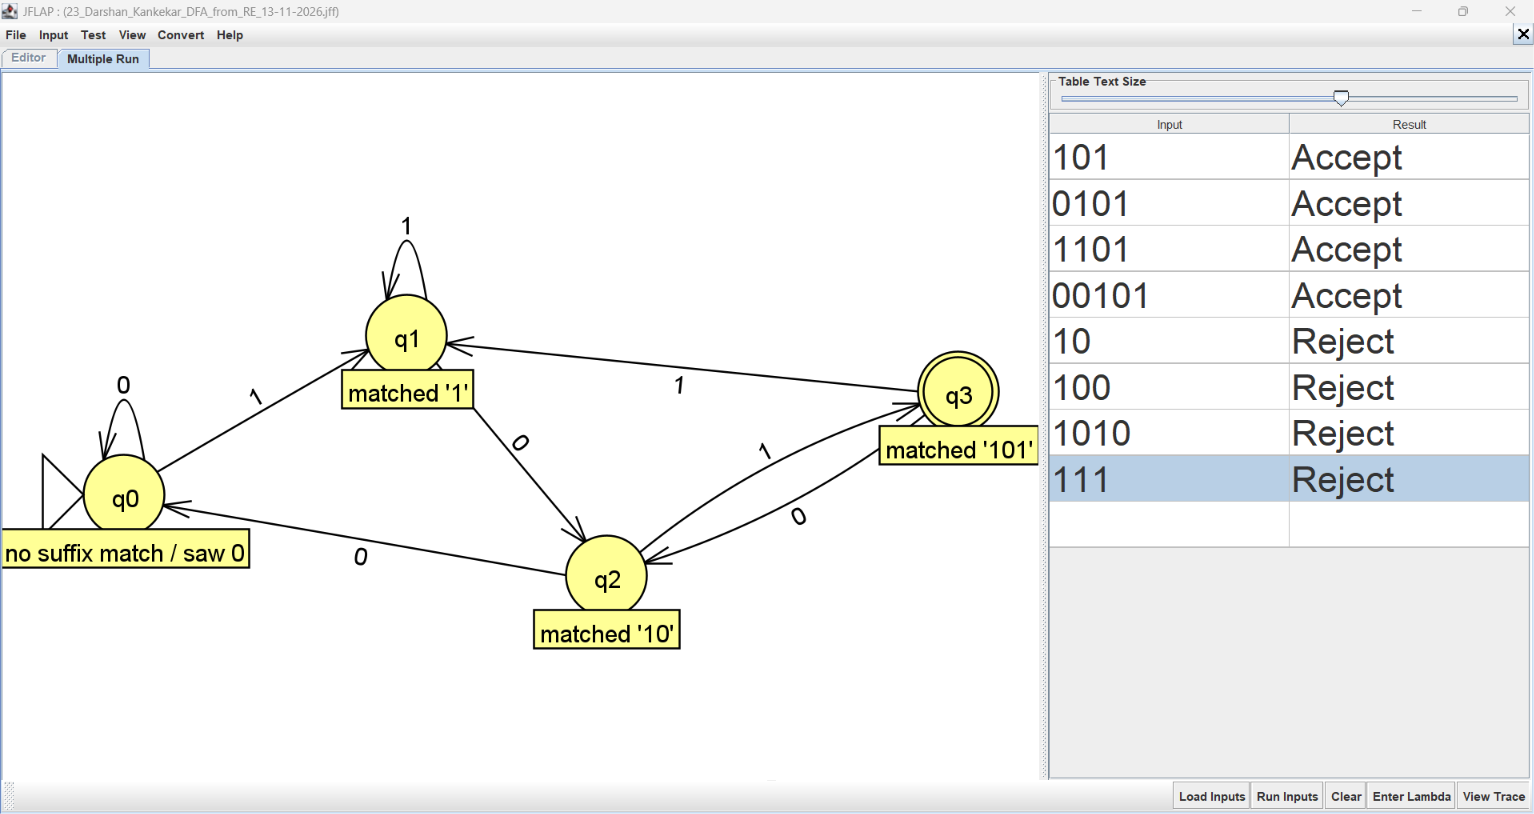 JFLAP : (23_Darshan_Kankekar_DFA_from_RE_13-11-2026.jff)
File Input Test View Convert Help
Editor Multiple Run
Table Text Size
Input Result
101 Accept
0101 Accept
1101 Accept
00101 Accept
10 Reject
100 Reject
1010 Reject
111 Reject
1
q1
matched '1'
0
1
1
q3
matched '101'
q0
no suffix match / saw 0
0
1
0
0
q2
matched '10'
Load Inputs Run Inputs Clear Enter Lambda View Trace